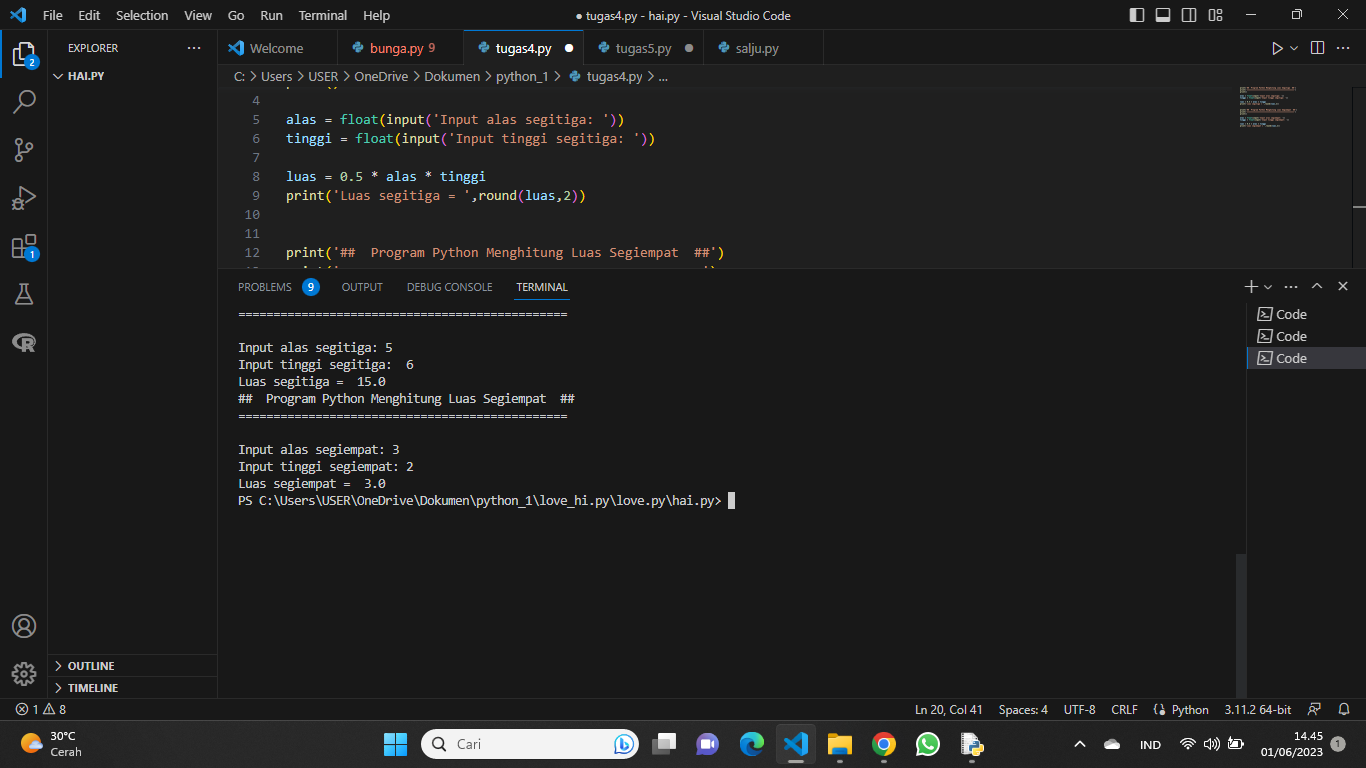 File Edit Selection View Go Run Terminal Help
● tugas4.py - hai.py - Visual Studio Code
EXPLORER
Welcome bunga.py 9 tugas4.py tugas5.py salju.py
HAI.PY
C: > Users > USER > OneDrive > Dokumen > python_1 > tugas4.py > ...
4
5 alas = float(input('Input alas segitiga: '))
6 tinggi = float(input('Input tinggi segitiga: '))
7
8 luas = 0.5 * alas * tinggi
9 print('Luas segitiga = ',round(luas,2))
10
11
12 print('##  Program Python Menghitung Luas Segiempat  ##')
PROBLEMS 9 OUTPUT DEBUG CONSOLE TERMINAL
===============================================
Input alas segitiga: 5
Input tinggi segitiga:  6
Luas segitiga =  15.0
##  Program Python Menghitung Luas Segiempat  ##
===============================================
Input alas segiempat: 3
Input tinggi segiempat: 2
Luas segiempat =  3.0
PS C:\Users\USER\OneDrive\Dokumen\python_1\love_hi.py\love.py\hai.py>
Code
Code
Code
2
1
OUTLINE
TIMELINE
1 8
Ln 20, Col 41 Spaces: 4 UTF-8 CRLF Python 3.11.2 64-bit
30°C
Cerah
Cari
IND
14.45
01/06/2023
1